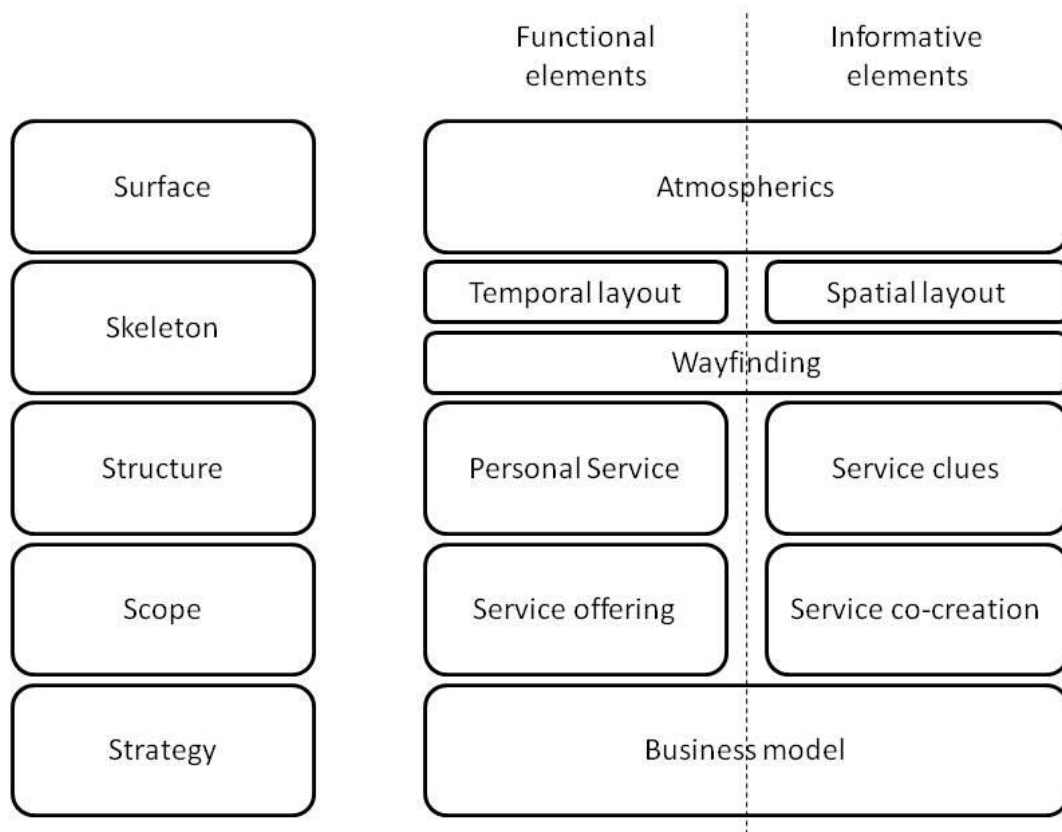 Functional
elements
Informative
elements
Surface
Atmospherics
Skeleton
Temporal layout
Spatial layout
Wayfinding
Structure
Personal Service
Service clues
Scope
Service offering
Service co-creation
Strategy
Business model